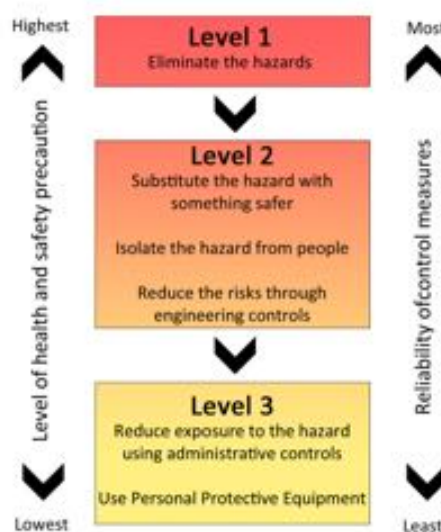 Highest
Most
Level 1
Eliminate the hazards
Level 2
Substitute the hazard with
something safer
Isolate the hazard from people
Reduce the risks through
engineering controls
Level 3
Reduce exposure to the hazard
using administrative controls
Use Personal Protective Equipment
Level of health and safety precaution
Reliability ofcontrol measures
Lowest
Least